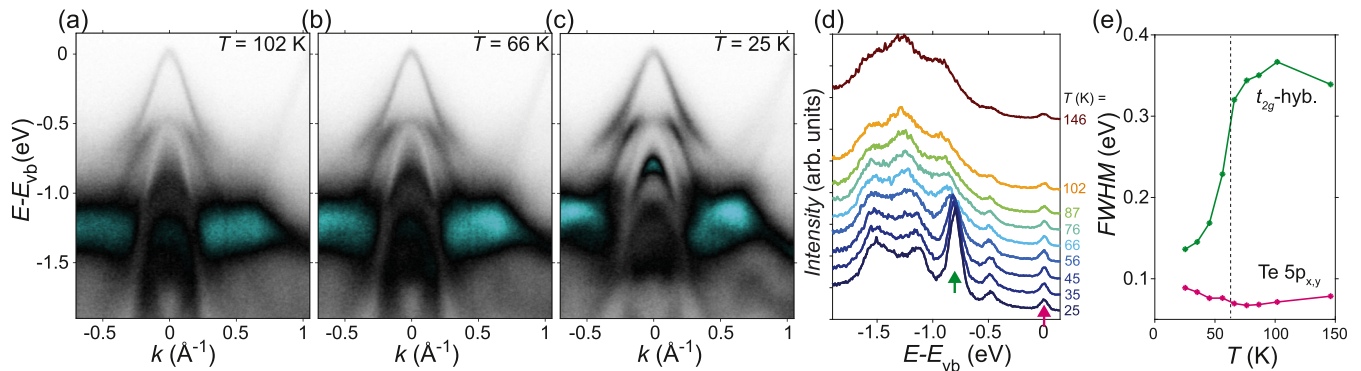 (a)
T = 102 K
0
-0.5
-1.0
-1.5
E-E_vb (eV)
-0.5
0
0.5
1
k (Å⁻¹)
(b)
T = 66 K
-0.5
0
0.5
1
k (Å⁻¹)
(c)
T = 25 K
-0.5
0
0.5
1
k (Å⁻¹)
(d)
Intensity (arb. units)
T (K) =
146
102
87
76
66
56
45
35
25
-1.5
-1.0
-0.5
0
E-E_vb (eV)
(e)
0.4
0.3
0.2
0.1
FWHM (eV)
t_2g-hyb.
Te 5p_x,y
0
50
100
150
T (K)